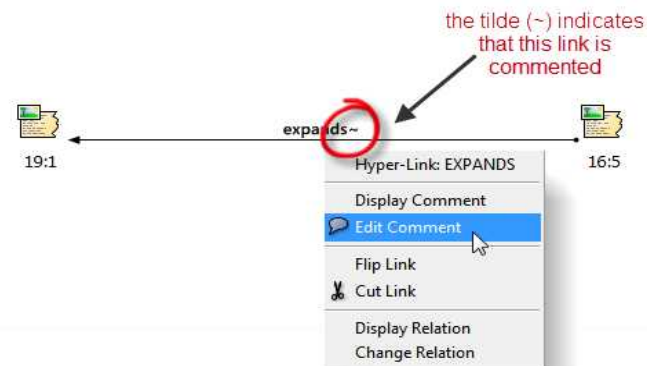 the tilde (~) indicates
that this link is
commented
expands~
19:1
16:5
Hyper-Link: EXPANDS
Display Comment
Edit Comment
Flip Link
Cut Link
Display Relation
Change Relation